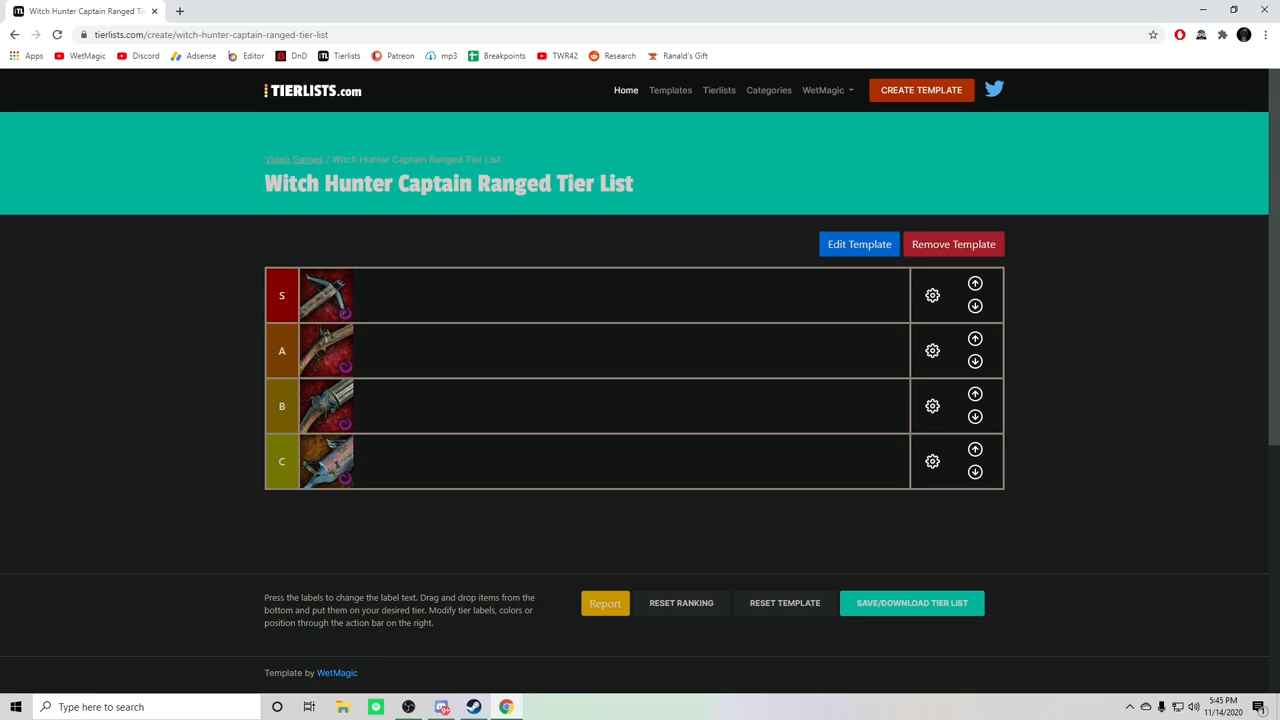 Witch Hunter Captain Ranged Ti
tierlists.com/create/witch-hunter-captain-ranged-tier-list
Apps WetMagic Discord Adsense Editor DnD Tierlists Patreon mp3 Breakpoints TWR42 Research Ranald's Gift
TIERLISTS.com Home Templates Tierlists Categories WetMagic CREATE TEMPLATE
Video Games / Witch Hunter Captain Ranged Tier List
Witch Hunter Captain Ranged Tier List
Edit Template Remove Template
S
A
B
C
Press the labels to change the label text. Drag and drop items from the
bottom and put them on your desired tier. Modify tier labels, colors or
position through the action bar on the right.
Report RESET RANKING RESET TEMPLATE SAVE/DOWNLOAD TIER LIST
Template by WetMagic
Type here to search
5:45 PM
11/14/2020